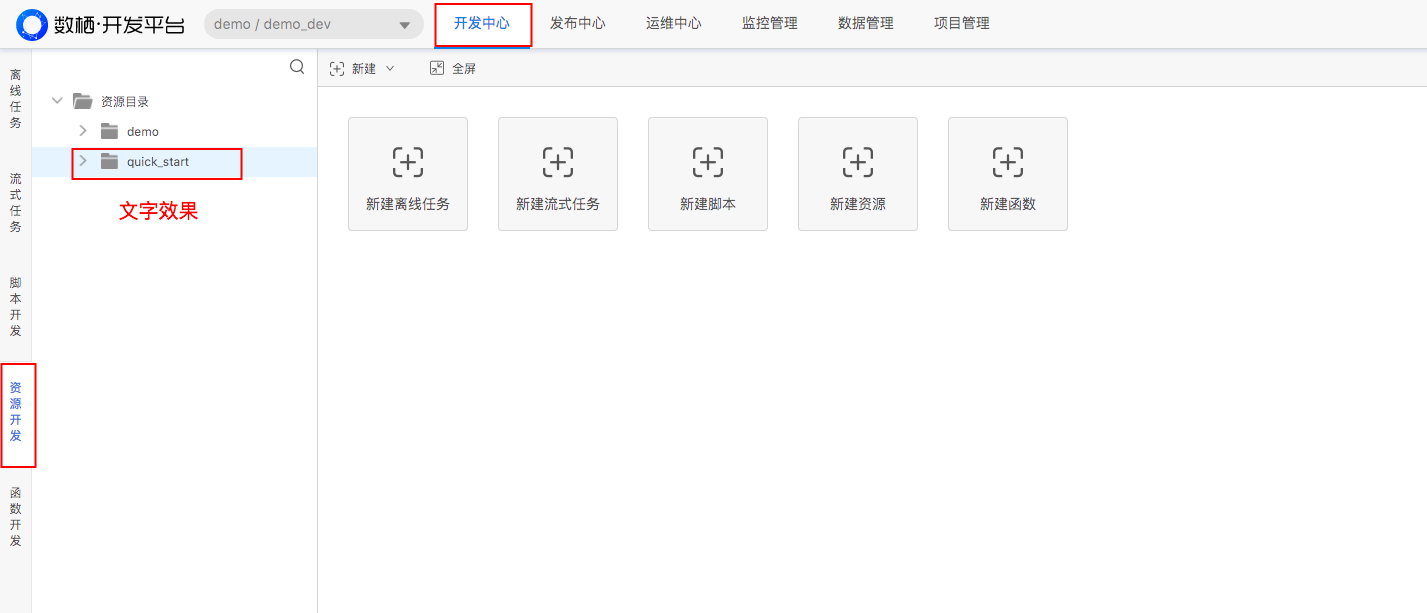 数栖·开发平台
demo / demo_dev
开发中心
发布中心
运维中心
监控管理
数据管理
项目管理
离线任务
流式任务
脚本开发
资源开发
函数开发
资源目录
demo
quick_start
文字效果
新建
全屏
新建离线任务
新建流式任务
新建脚本
新建资源
新建函数